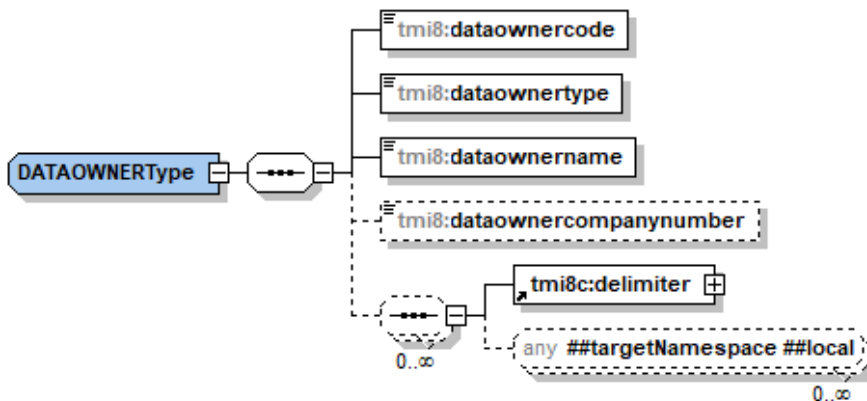 tmi8:dataownercode
tmi8:dataownertype
DATAOWNERType
tmi8:dataownername
tmi8:dataownercompanynumber
tmi8c:delimiter
0..∞
any ##targetNamespace ##local
0..∞